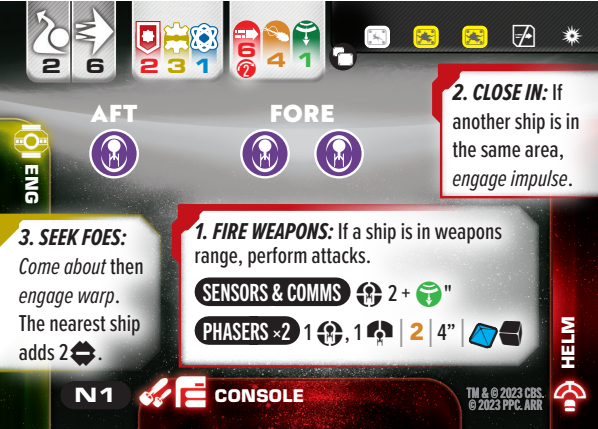 2 6 2 3 1 6 2 4 1
AFT FORE
2. CLOSE IN: If
another ship is in
the same area,
engage impulse.
ENG
3. SEEK FOES:
Come about then
engage warp.
The nearest ship
adds 2
1. FIRE WEAPONS: If a ship is in weapons
range, perform attacks.
SENSORS & COMMS 2 + "
PHASERS ×2 1 , 1 | 2 | 4” |
HELM
N1 CONSOLE
TM & © 2023 CBS.
© 2023 PPC. ARR